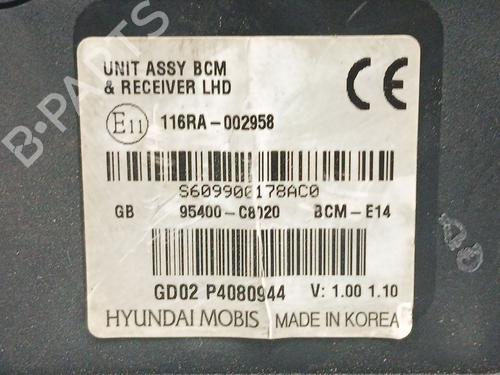 B-PARTS
UNIT ASSY BCM
& RECEIVER LHD
CE
E11 116RA-002958
S609900178AC0
GB 95400-C8020 BCM-E14
GD02 P4080944 V: 1.00 1.10
HYUNDAI MOBIS MADE IN KOREA